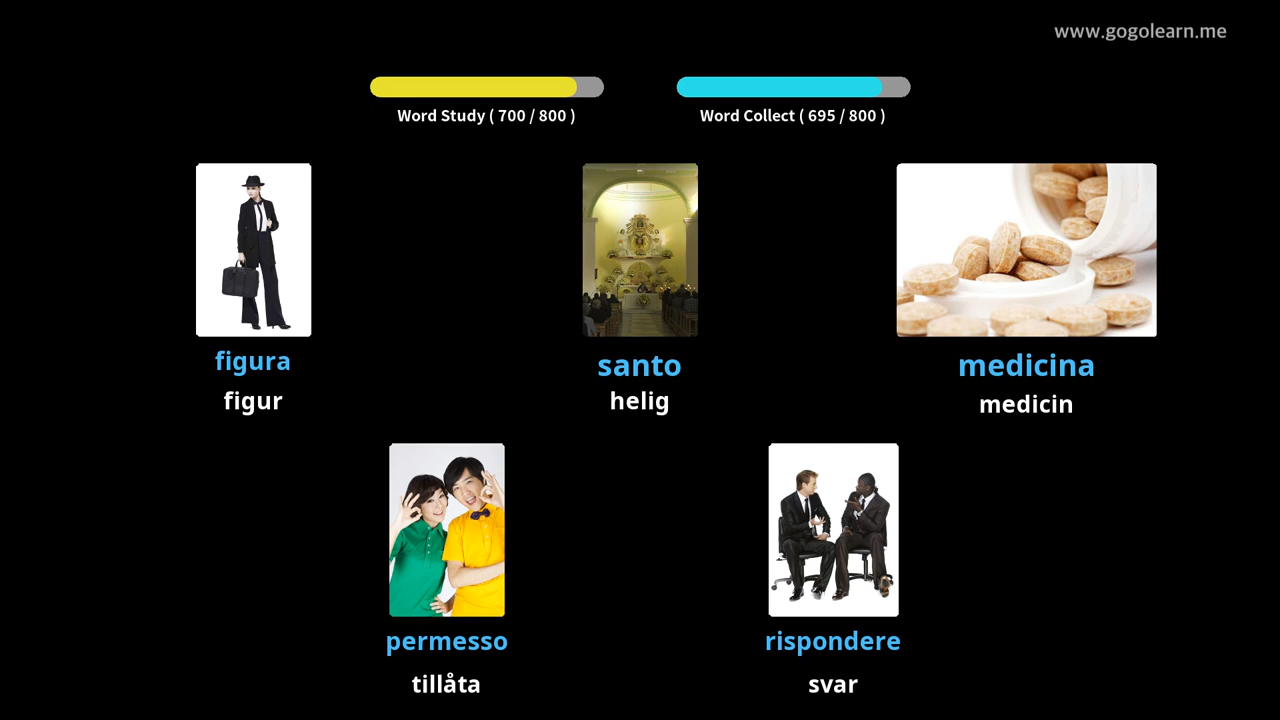 www.gogolearn.me
Word Study ( 700 / 800 )
Word Collect ( 695 / 800 )
figura
figur
santo
helig
medicina
medicin
permesso
tillåta
rispondere
svar